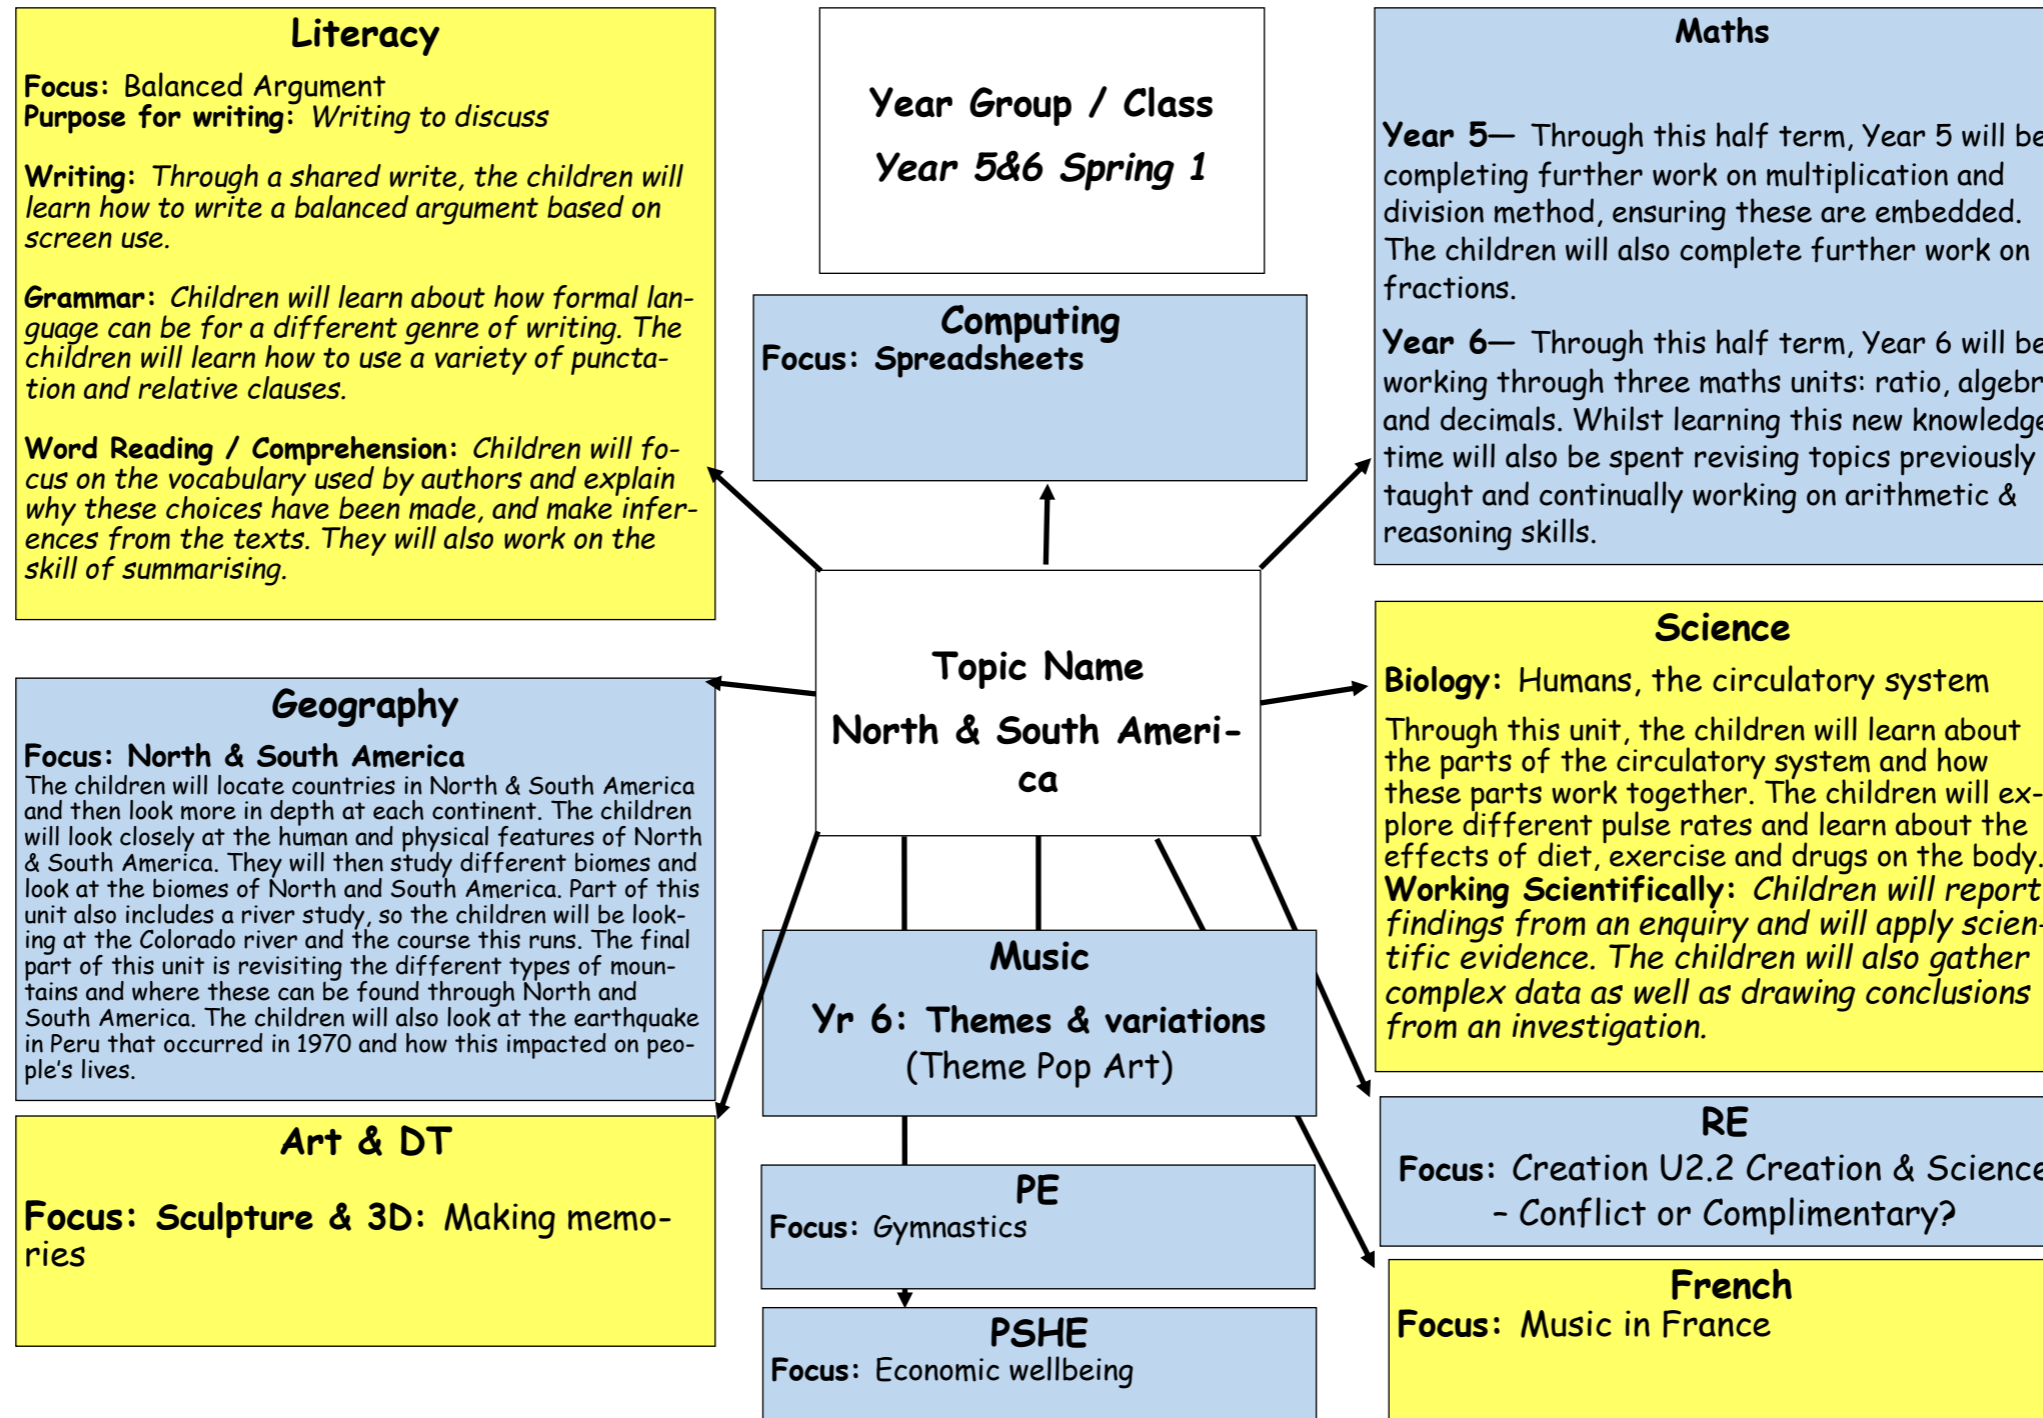 Literacy
Focus: Balanced Argument
Purpose for writing: Writing to discuss
Writing: Through a shared write, the children will
learn how to write a balanced argument based on
screen use.
Grammar: Children will learn about how formal lan-
guage can be for a different genre of writing. The
children will learn how to use a variety of puncta-
tion and relative clauses.
Word Reading / Comprehension: Children will fo-
cus on the vocabulary used by authors and explain
why these choices have been made, and make infer-
ences from the texts. They will also work on the
skill of summarising.
Year Group / Class
Year 5&6 Spring 1
Computing
Focus: Spreadsheets
Maths
Year 5— Through this half term, Year 5 will be
completing further work on multiplication and
division method, ensuring these are embedded.
The children will also complete further work on
fractions.
Year 6— Through this half term, Year 6 will be
working through three maths units: ratio, algebr
and decimals. Whilst learning this new knowledge
time will also be spent revising topics previously
taught and continually working on arithmetic &
reasoning skills.
Topic Name
North & South Ameri-
ca
Geography
Focus: North & South America
The children will locate countries in North & South America
and then look more in depth at each continent. The children
will look closely at the human and physical features of North
& South America. They will then study different biomes and
look at the biomes of North and South America. Part of this
unit also includes a river study, so the children will be look-
ing at the Colorado river and the course this runs. The final
part of this unit is revisiting the different types of moun-
tains and where these can be found through North and
South America. The children will also look at the earthquake
in Peru that occurred in 1970 and how this impacted on peo-
ple's lives.
Science
Biology: Humans, the circulatory system
Through this unit, the children will learn about
the parts of the circulatory system and how
these parts work together. The children will ex-
plore different pulse rates and learn about the
effects of diet, exercise and drugs on the body.
Working Scientifically: Children will report
findings from an enquiry and will apply scien-
tific evidence. The children will also gather
complex data as well as drawing conclusions
from an investigation.
Music
Yr 6: Themes & variations
(Theme Pop Art)
Art & DT
Focus: Sculpture & 3D: Making memo-
ries
PE
Focus: Gymnastics
PSHE
Focus: Economic wellbeing
RE
Focus: Creation U2.2 Creation & Science
– Conflict or Complimentary?
French
Focus: Music in France